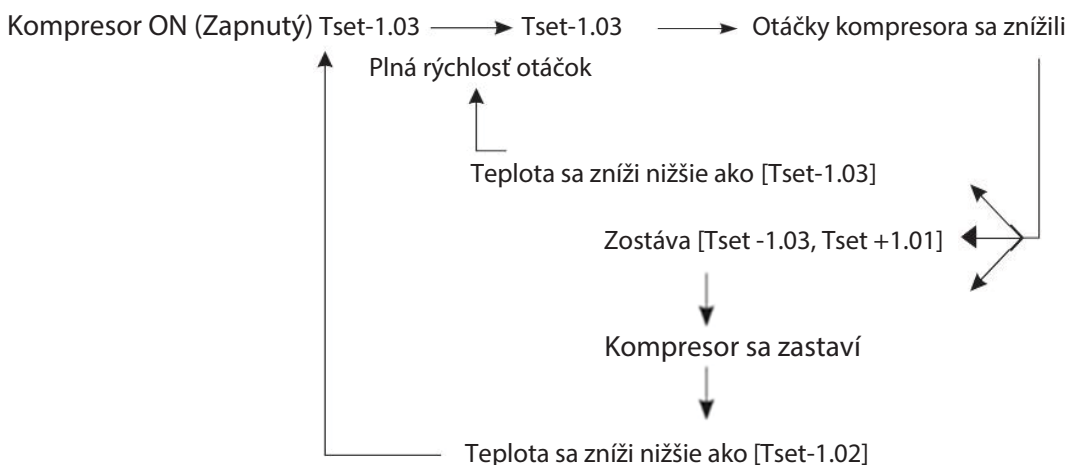 Kompresor ON (Zapnutý) Tset-1.03 Tset-1.03 Otáčky kompresora sa znížili
Plná rýchlosť otáčok
Teplota sa zníži nižšie ako [Tset-1.03]
Zostáva [Tset -1.03, Tset +1.01]
Kompresor sa zastaví
Teplota sa zníži nižšie ako [Tset-1.02]